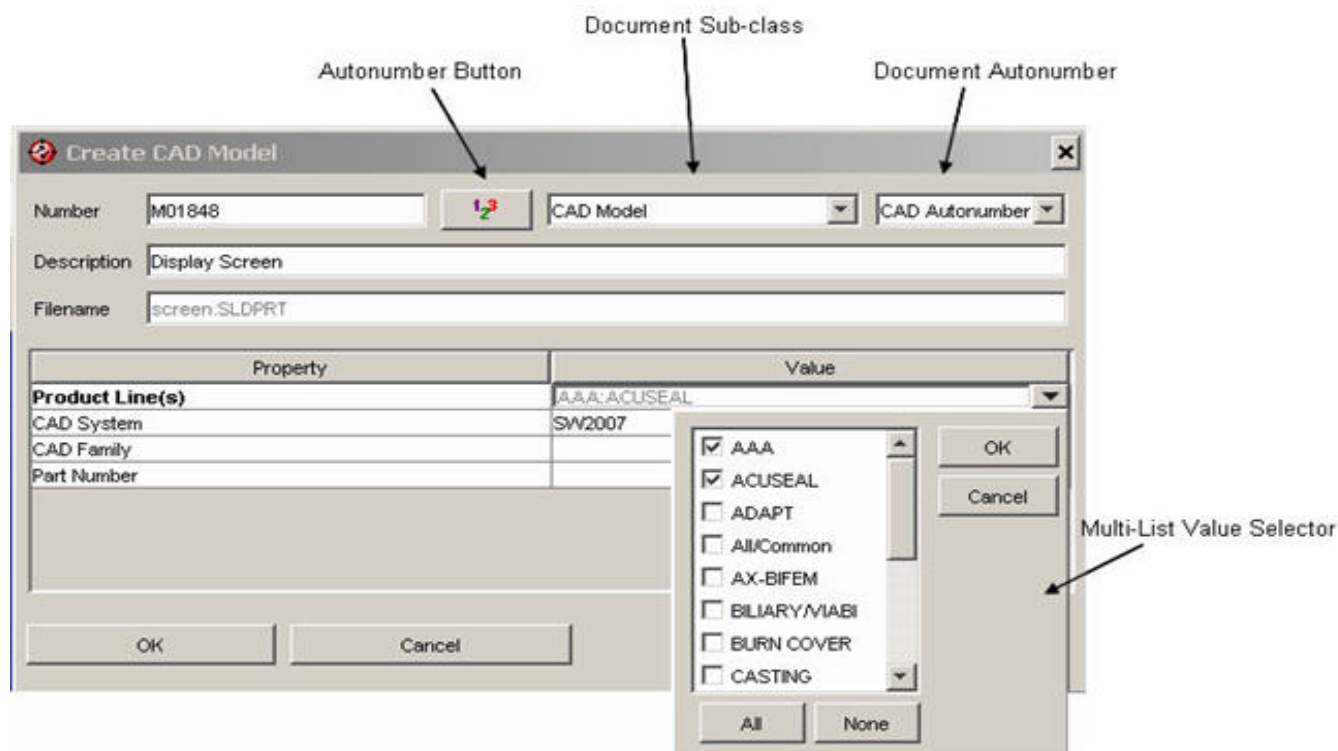 Document Sub-class
Autonumber Button
Document Autonumber
Create CAD Model
Number M01848 123 CAD Model CAD Autonumber
Description Display Screen
Filename screen.SLDPRT
Property Value
Product Line(s) AAA;ACUSEAL
CAD System SW2007
CAD Family
Part Number
AAA
ACUSEAL
ADAPT
All/Common
AX-BIFEM
BILIARY/VIABI
BURN COVER
CASTING
OK
Cancel
Multi-List Value Selector
OK Cancel
All None